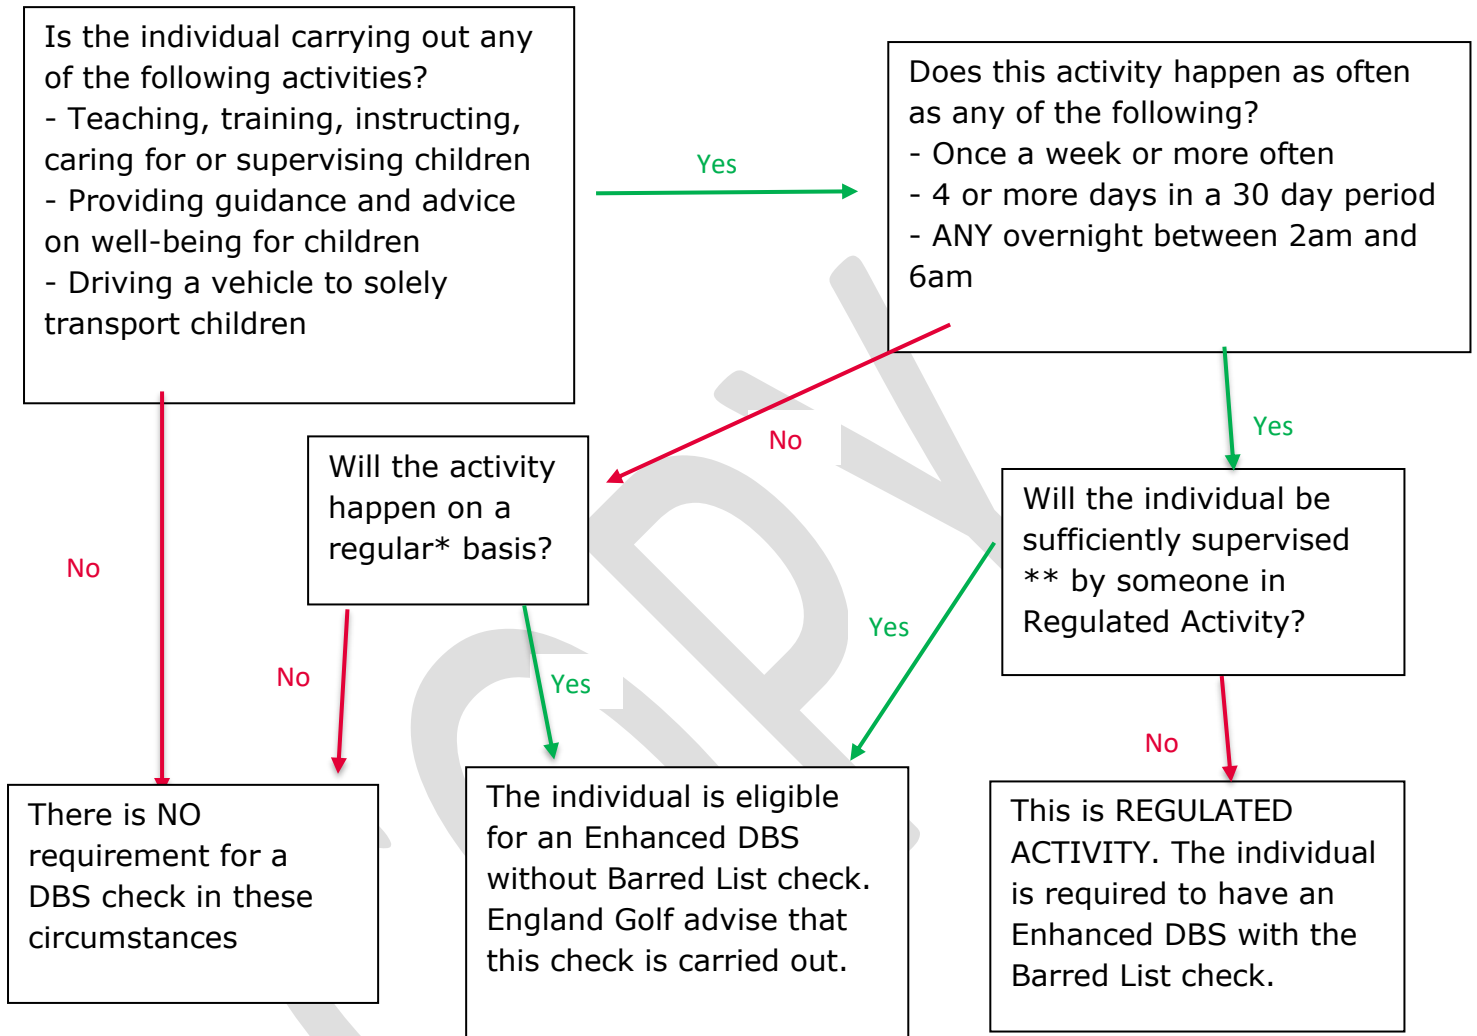 Is the individual carrying out any
of the following activities?
- Teaching, training, instructing,
caring for or supervising children
- Providing guidance and advice
on well-being for children
- Driving a vehicle to solely
transport children
Yes
Does this activity happen as often
as any of the following?
- Once a week or more often
- 4 or more days in a 30 day period
- ANY overnight between 2am and
6am
No
Yes
Will the activity
happen on a
regular* basis?
Will the individual be
sufficiently supervised
** by someone in
Regulated Activity?
No
No
Yes
Yes
No
There is NO
requirement for a
DBS check in these
circumstances
The individual is eligible
for an Enhanced DBS
without Barred List check.
England Golf advise that
this check is carried out.
This is REGULATED
ACTIVITY. The individual
is required to have an
Enhanced DBS with the
Barred List check.